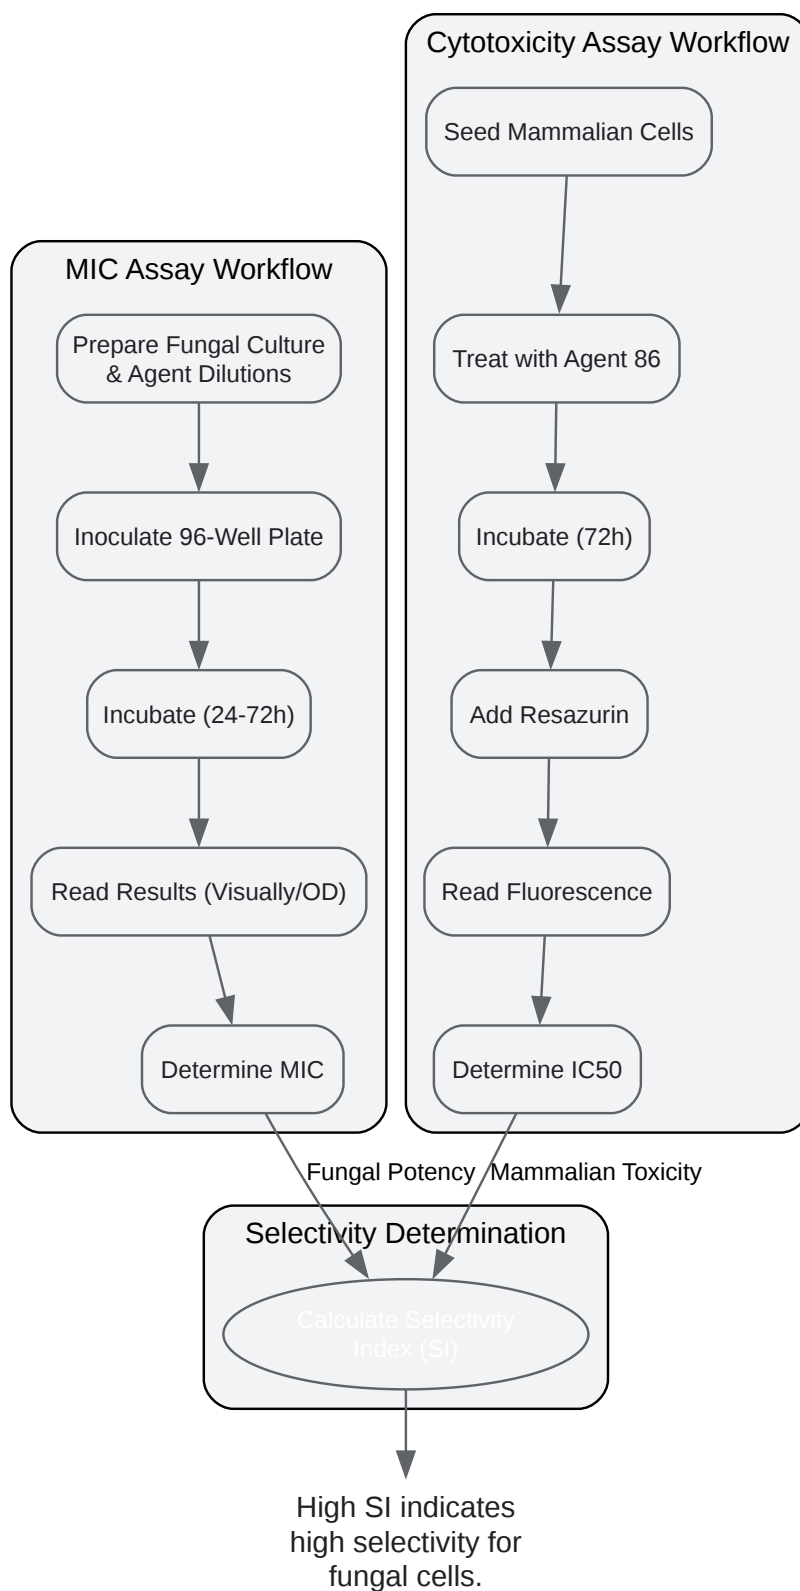 Cytotoxicity Assay Workflow
Seed Mammalian Cells
Treat with Agent 86
Incubate (72h)
Add Resazurin
Read Fluorescence
Determine IC50
MIC Assay Workflow
Prepare Fungal Culture
& Agent Dilutions
Inoculate 96-Well Plate
Incubate (24-72h)
Read Results (Visually/OD)
Determine MIC
Fungal Potency
Mammalian Toxicity
Selectivity Determination
Calculate Selectivity
Index (SI)
High SI indicates
high selectivity for
fungal cells.